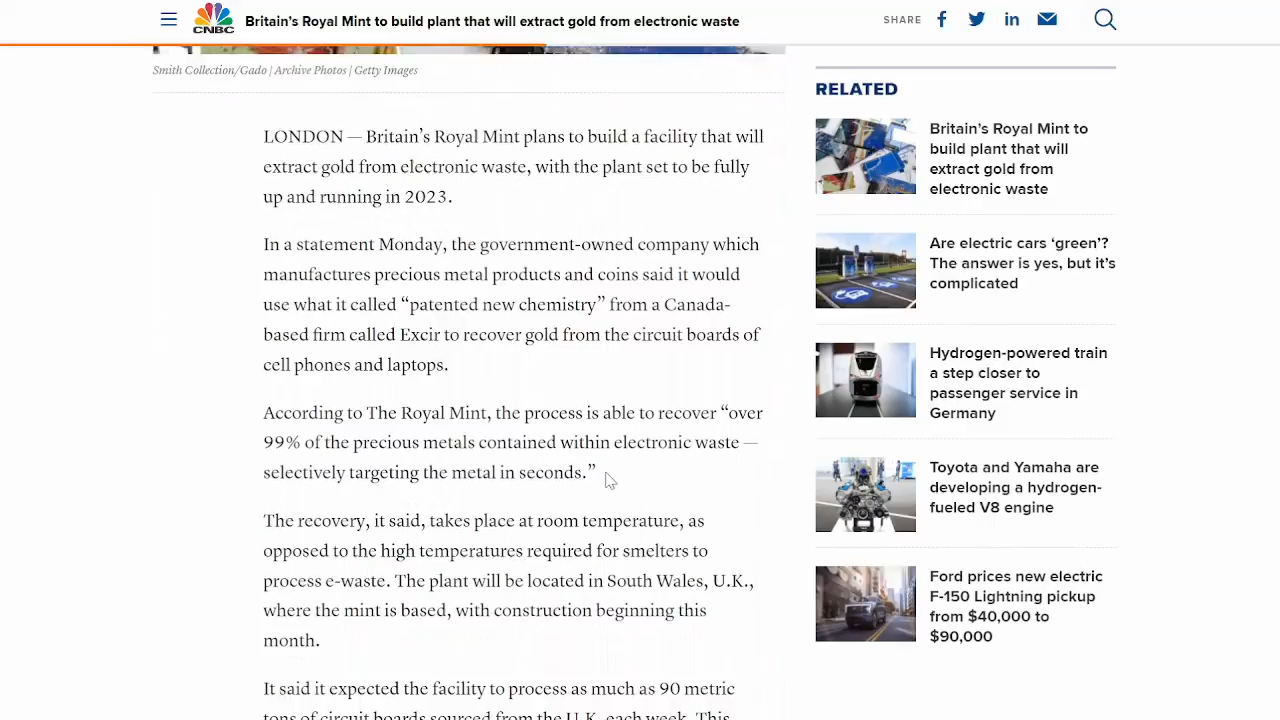 CNBC
Britain’s Royal Mint to build plant that will extract gold from electronic waste
SHARE
Smith Collection/Gado | Archive Photos | Getty Images
LONDON — Britain’s Royal Mint plans to build a facility that will
extract gold from electronic waste, with the plant set to be fully
up and running in 2023.
In a statement Monday, the government-owned company which
manufactures precious metal products and coins said it would
use what it called “patented new chemistry” from a Canada-
based firm called Excir to recover gold from the circuit boards of
cell phones and laptops.
According to The Royal Mint, the process is able to recover “over
99% of the precious metals contained within electronic waste —
selectively targeting the metal in seconds.”
The recovery, it said, takes place at room temperature, as
opposed to the high temperatures required for smelters to
process e-waste. The plant will be located in South Wales, U.K.,
where the mint is based, with construction beginning this
month.
It said it expected the facility to process as much as 90 metric
tons of circuit boards sourced from the U.K. each week. This
RELATED
Britain’s Royal Mint to
build plant that will
extract gold from
electronic waste
Are electric cars ‘green’?
The answer is yes, but it’s
complicated
Hydrogen-powered train
a step closer to
passenger service in
Germany
Toyota and Yamaha are
developing a hydrogen-
fueled V8 engine
Ford prices new electric
F-150 Lightning pickup
from $40,000 to
$90,000